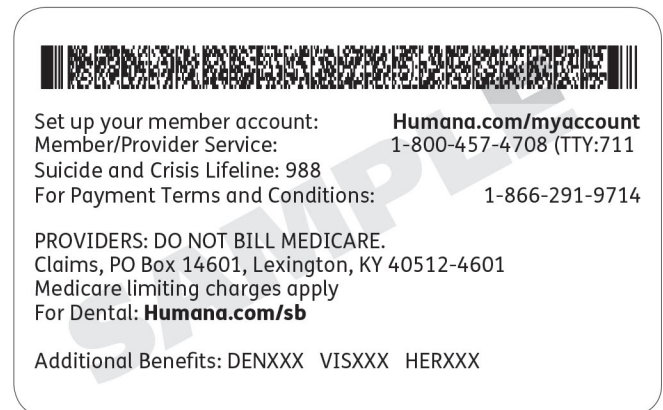 Set up your member account: Humana.com/myaccount
Member/Provider Service: 1-800-457-4708 (TTY:711
Suicide and Crisis Lifeline: 988
For Payment Terms and Conditions: 1-866-291-9714
PROVIDERS: DO NOT BILL MEDICARE.
Claims, PO Box 14601, Lexington, KY 40512-4601
Medicare limiting charges apply
For Dental: Humana.com/sb
Additional Benefits: DENXXX VISXXX HERXXX
SAMPLE